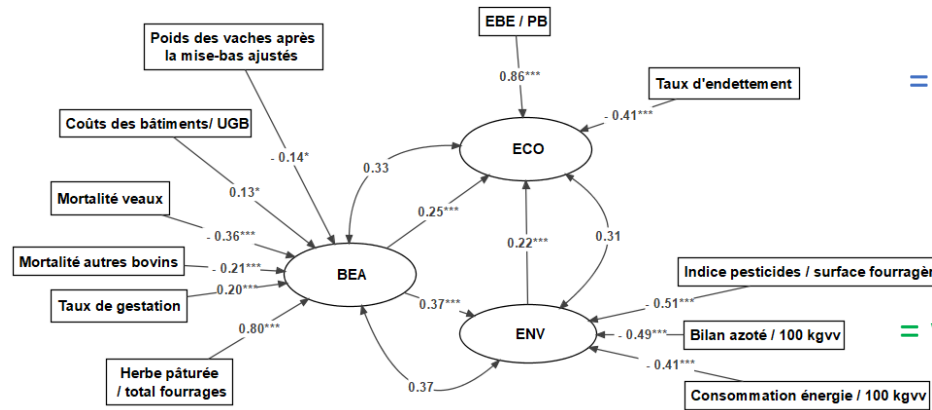 EBE / PB
Poids des vaches après
la mise-bas ajustés
0.86***
Taux d'endettement
=
- 0.41***
Coûts des bâtiments/ UGB
- 0.14*
ECO
0.33
0.13*
Mortalité veaux
0.25***
- 0.36***
0.22***
0.31
Mortalité autres bovins
- 0.21***
BEA
Indice pesticides / surface fourragèr
0.20***
Taux de gestation
0.37***
- 0.51***
0.80***
ENV
- 0.49***
Bilan azoté / 100 kgvv
=
- 0.41***
Herbe pâturée
/ total fourrages
0.37
Consommation énergie / 100 kgvv